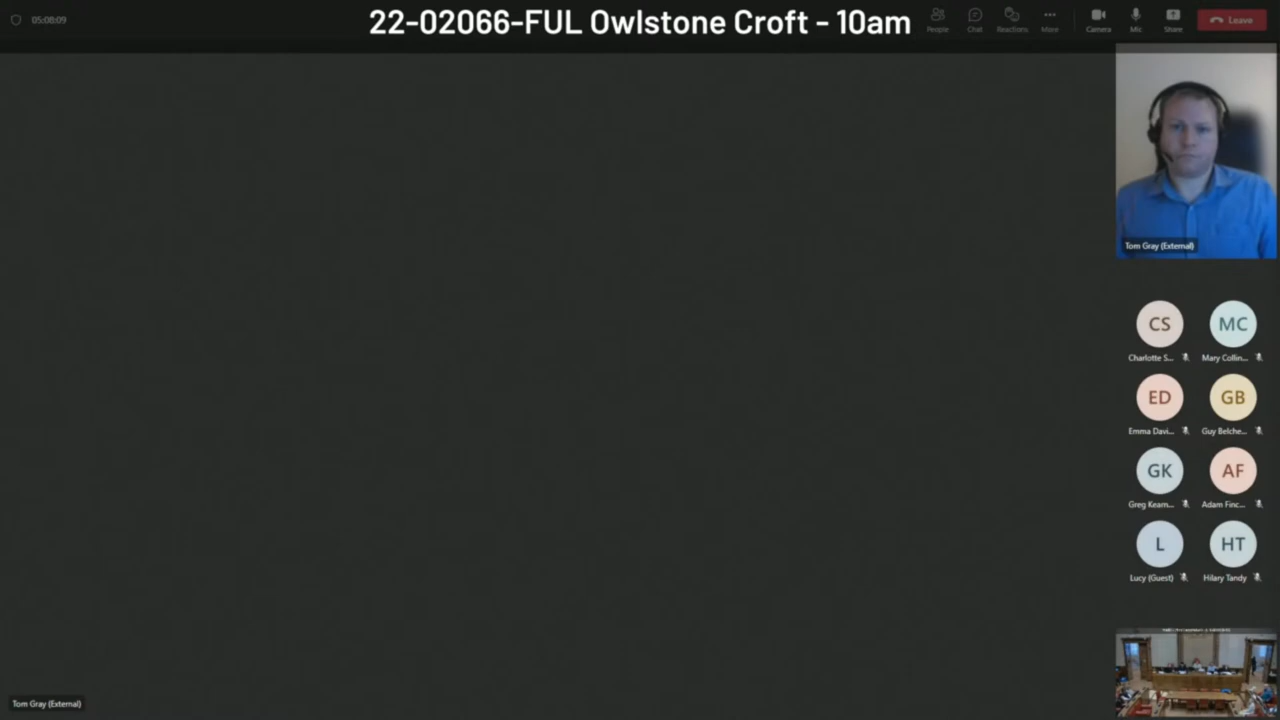 05:08:09
22-02066-FUL Owlstone Croft - 10am
People
Chat
Reactions
More
Camera
Mic
Share
Leave
Tom Gray (External)
CS
MC
Charlotte S...
Mary Collin...
ED
GB
Emma Davi...
Guy Belche...
GK
AF
Greg Kearn...
Adam Finc...
L
HT
Lucy (Guest)
Hilary Tandy
Tom Gray (External)